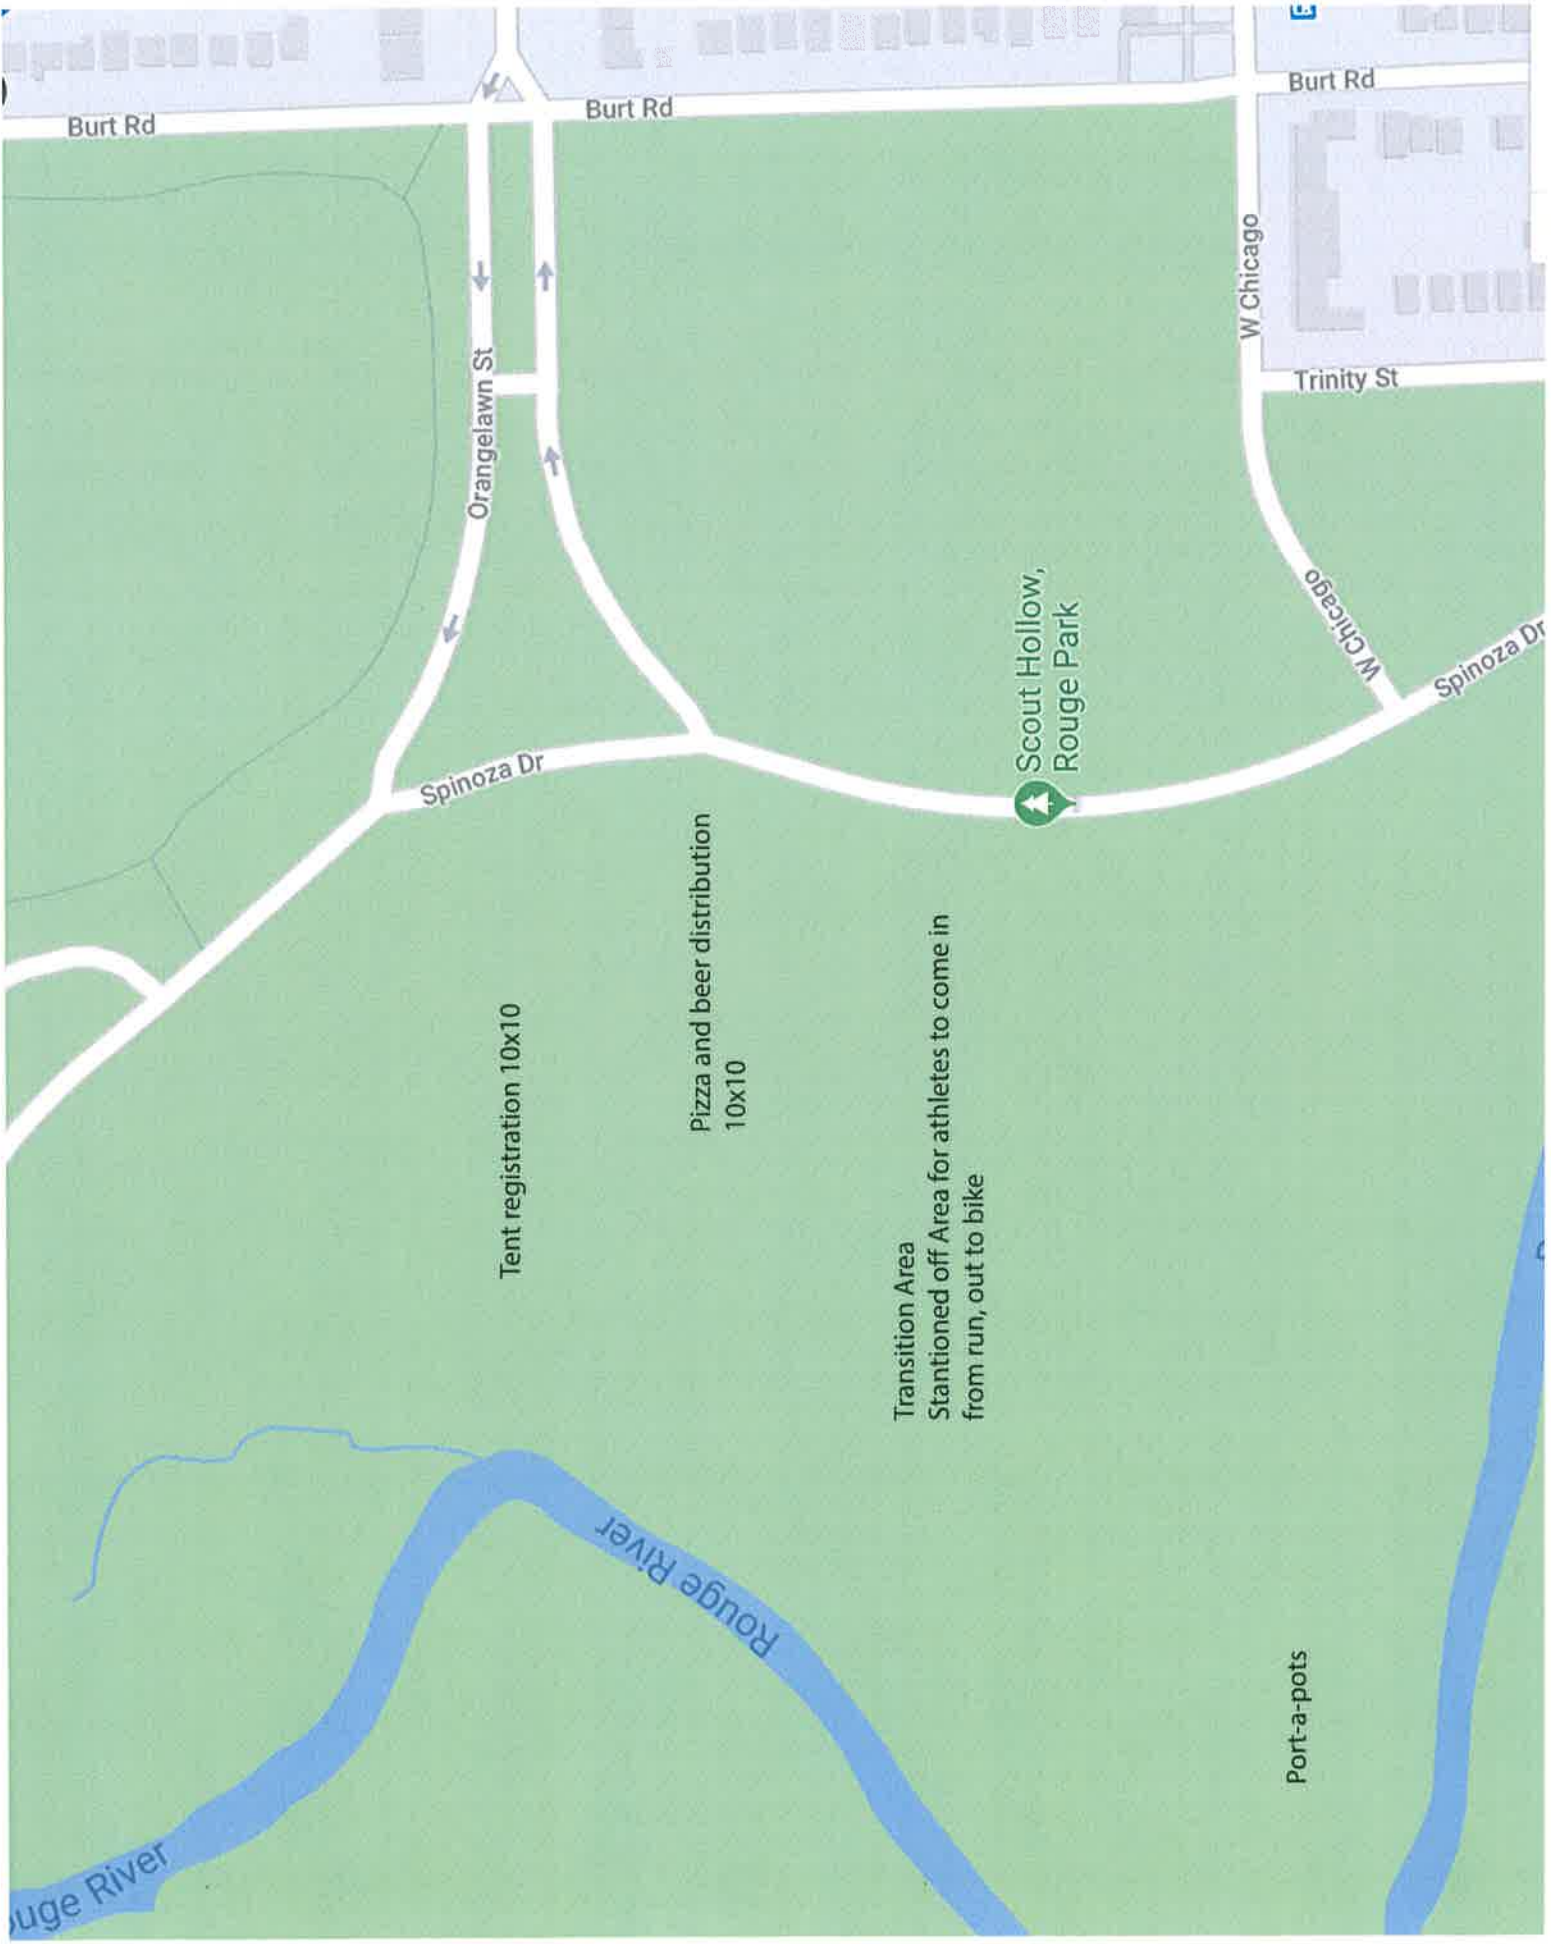 Burt Rd
Burt Rd
Burt Rd
W Chicago
Orangelawn St
Trinity St
W Chicago
Spinoza Dr
Spinoza Dr
Scout Hollow,
Rouge Park
Tent registration 10x10
Pizza and beer distribution
10x10
Transition Area
Stantioned off Area for athletes to come in
from run, out to bike
Rouge River
Port-a-pots
ouge River